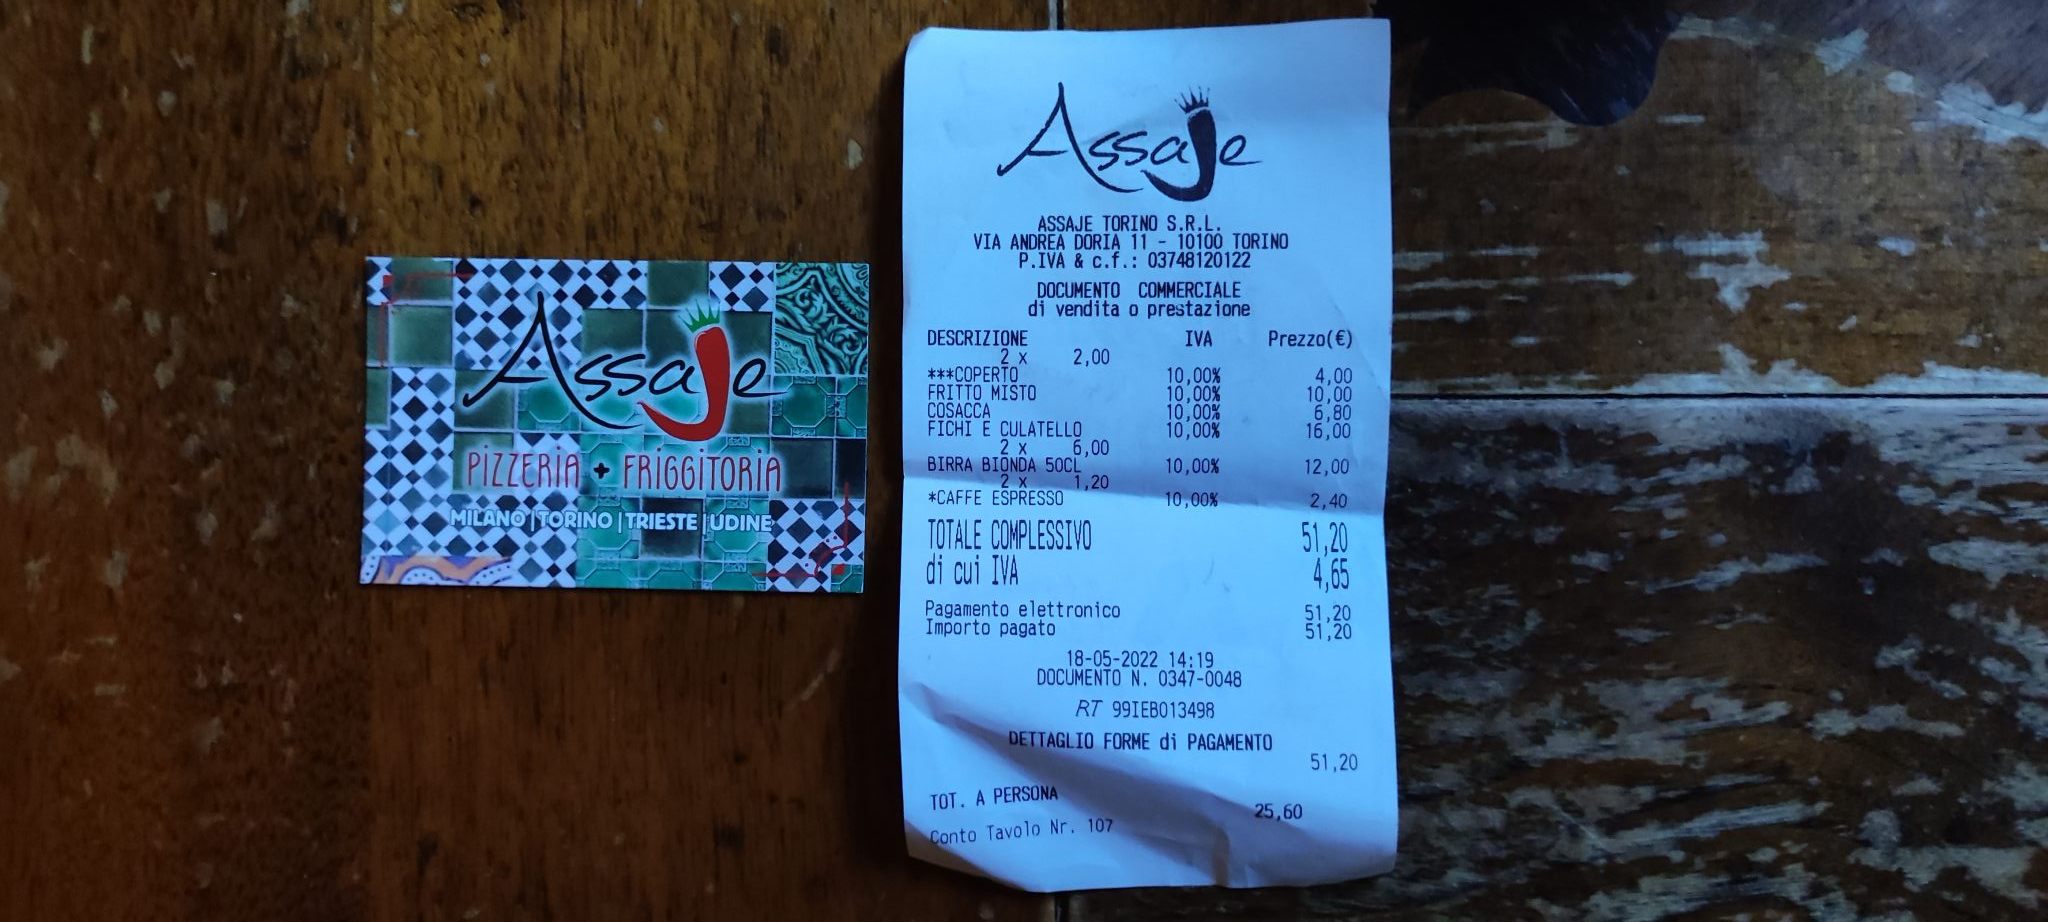 Assaje
PIZZERIA + FRIGGITORIA
MILANO | TORINO | TRIESTE | UDINE
Assaje
ASSAJE TORINO S.R.L.
VIA ANDREA DORIA 11 - 10100 TORINO
P.IVA & c.f.: 03748120122
DOCUMENTO COMMERCIALE
di vendita o prestazione
DESCRIZIONE IVA Prezzo(€)
2 x 2,00
***COPERTO 10,00% 4,00
FRITTO MISTO 10,00% 10,00
COSACCA 10,00% 6,80
FICHI E CULATELLO 10,00% 16,00
2 x 6,00
BIRRA BIONDA 50CL 10,00% 12,00
2 x 1,20
*CAFFE ESPRESSO 10,00% 2,40
TOTALE COMPLESSIVO 51,20
di cui IVA 4,65
Pagamento elettronico 51,20
Importo pagato 51,20
18-05-2022 14:19
DOCUMENTO N. 0347-0048
RT 99IEB013498
DETTAGLIO FORME di PAGAMENTO
51,20
TOT. A PERSONA 25,60
Conto Tavolo Nr. 107